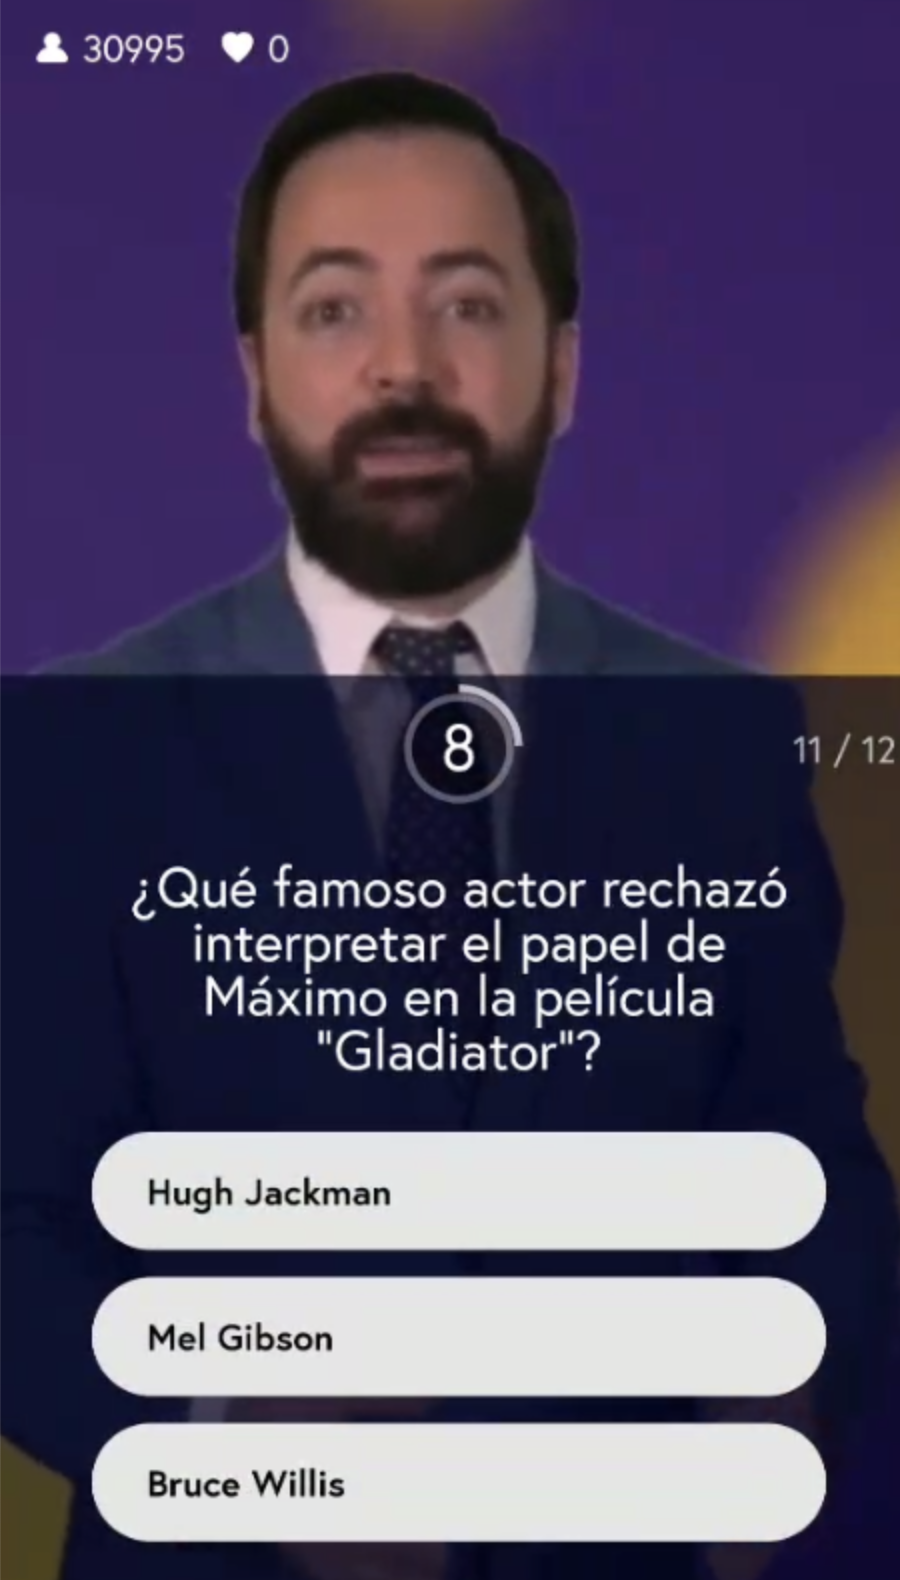 30995 0
8
11 / 12
¿Qué famoso actor rechazó
interpretar el papel de
Máximo en la película
"Gladiator"?
Hugh Jackman
Mel Gibson
Bruce Willis